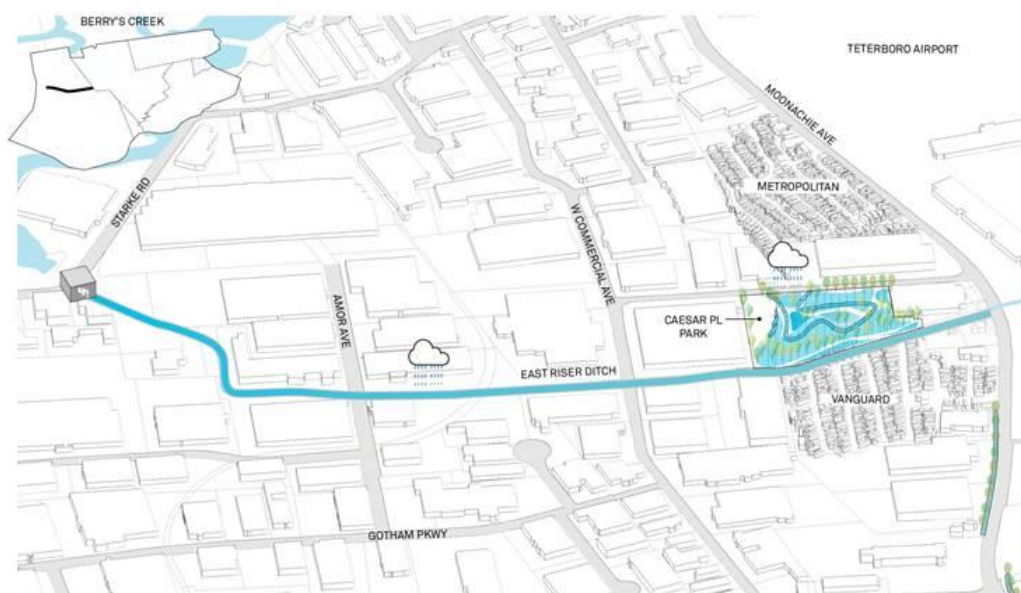 BERRY'S CREEK
TETERBORO AIRPORT
MOONACHIE AVE
METROPOLITAN
STARKE RD
W COMMERCIAL AVE
AMOR AVE
CAESAR PL
PARK
EAST RISER DITCH
VANGUARD
GOTHAM PKWY